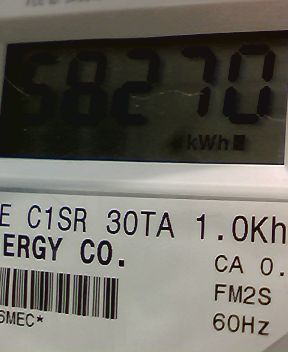 58270
kWh
E C1SR 30TA 1.0Kh
ERGY CO.
CA 0.
FM2S
6MEC*
60Hz